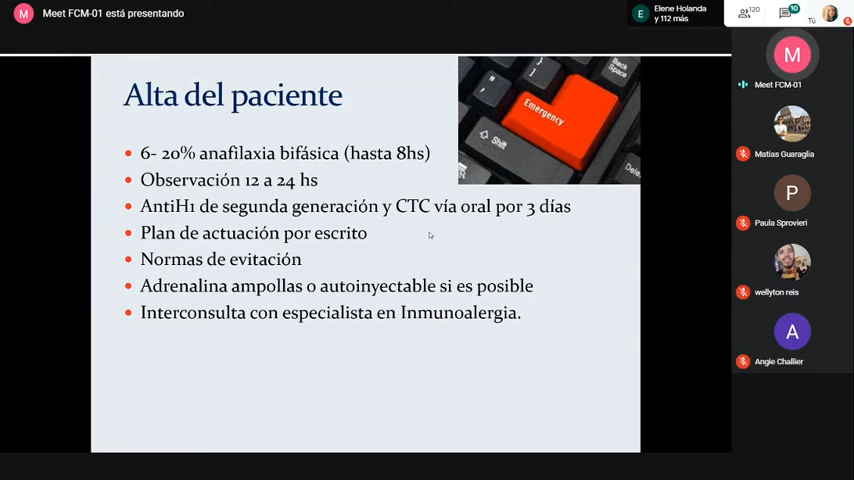 M Meet FCM-01 está presentando
E Elene Holanda
y 112 más
120
10
Tú
Alta del paciente
Back
Space
Emergency
Shift
• 6- 20% anafilaxia bifásica (hasta 8hs)
• Observación 12 a 24 hs
• AntiH1 de segunda generación y CTC vía oral por 3 días
• Plan de actuación por escrito
• Normas de evitación
• Adrenalina ampollas o autoinyectable si es posible
• Interconsulta con especialista en Inmunoalergia.
M
Meet FCM-01
Matias Guaraglia
P
Paula Sprovieri
wellyton reis
A
Angie Challier